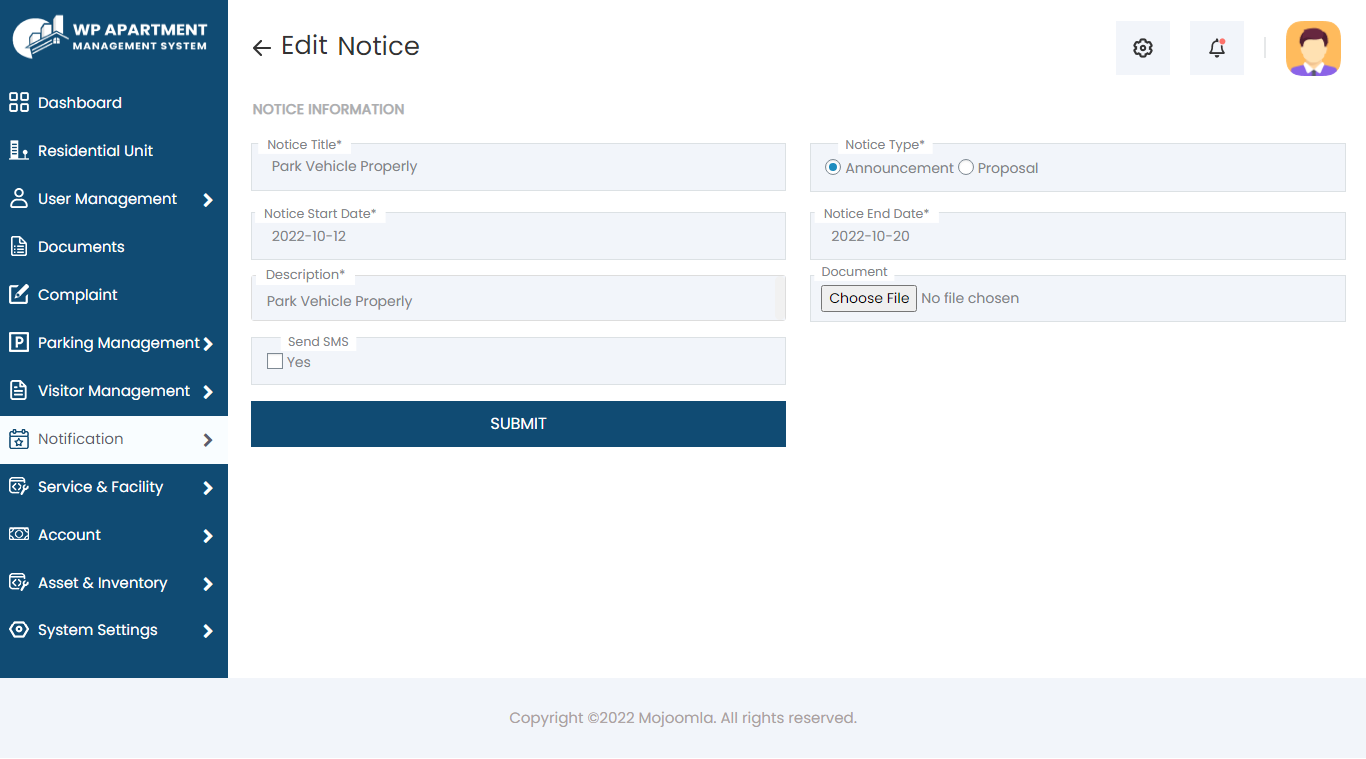 WP APARTMENT
MANAGEMENT SYSTEM
Dashboard
Residential Unit
User Management
Documents
Complaint
Parking Management
Visitor Management
Notification
Service & Facility
Account
Asset & Inventory
System Settings
Edit Notice
NOTICE INFORMATION
Notice Title*
Park Vehicle Properly
Notice Type*
Announcement Proposal
Notice Start Date*
2022-10-12
Notice End Date*
2022-10-20
Description*
Park Vehicle Properly
Document
Choose File No file chosen
Send SMS
Yes
SUBMIT
Copyright ©2022 Mojoomla. All rights reserved.